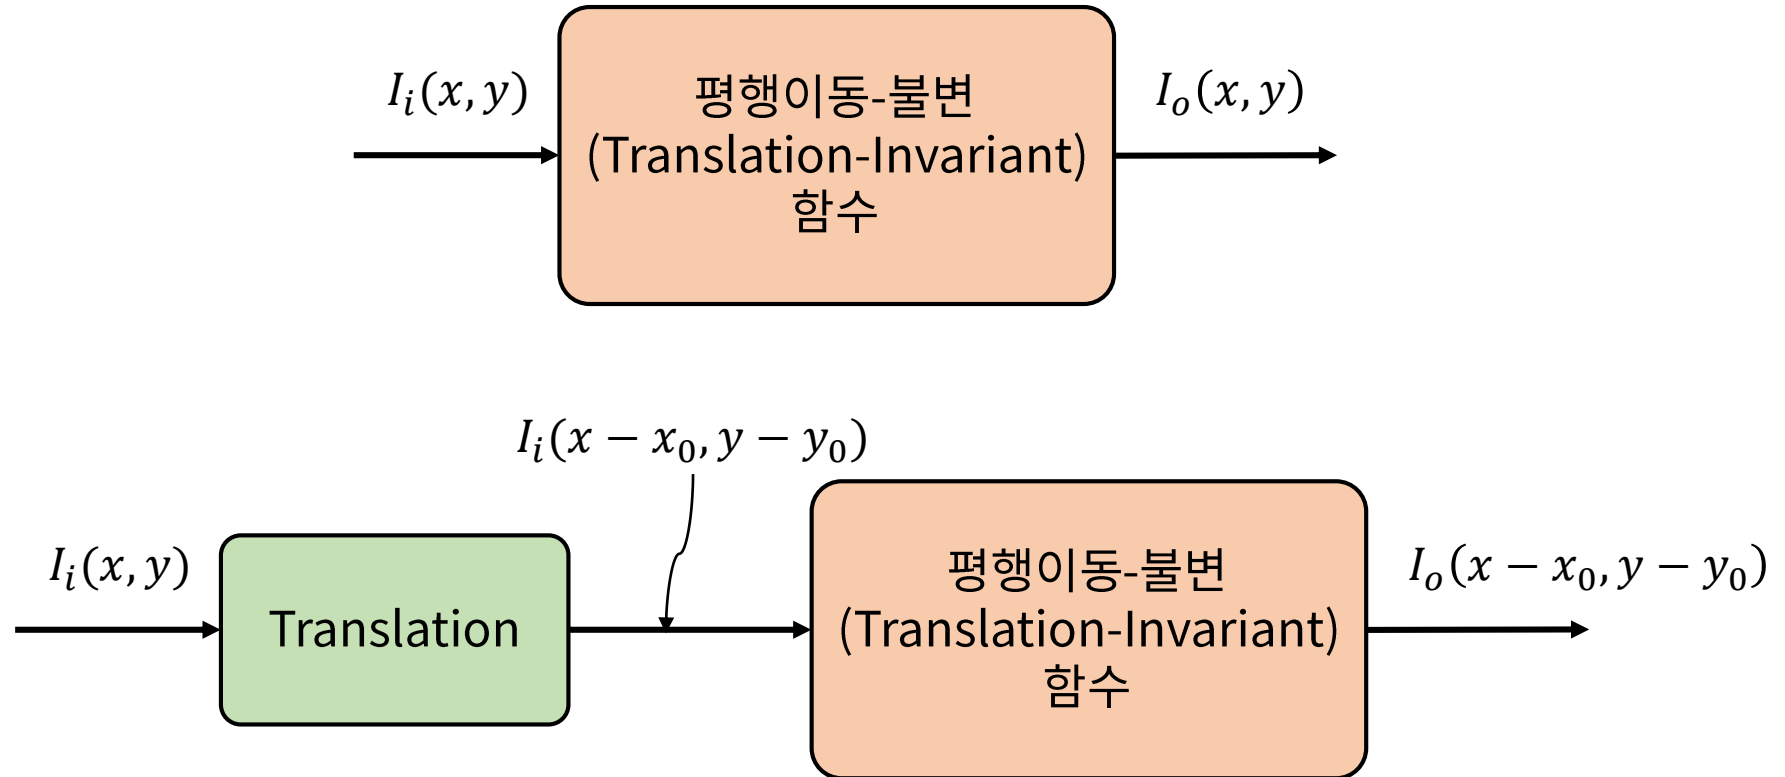 I_i(x, y)
평행이동-불변
(Translation-Invariant)
함수
I_o(x, y)
I_i(x − x_0, y − y_0)
I_i(x, y)
Translation
평행이동-불변
(Translation-Invariant)
함수
I_o(x − x_0, y − y_0)